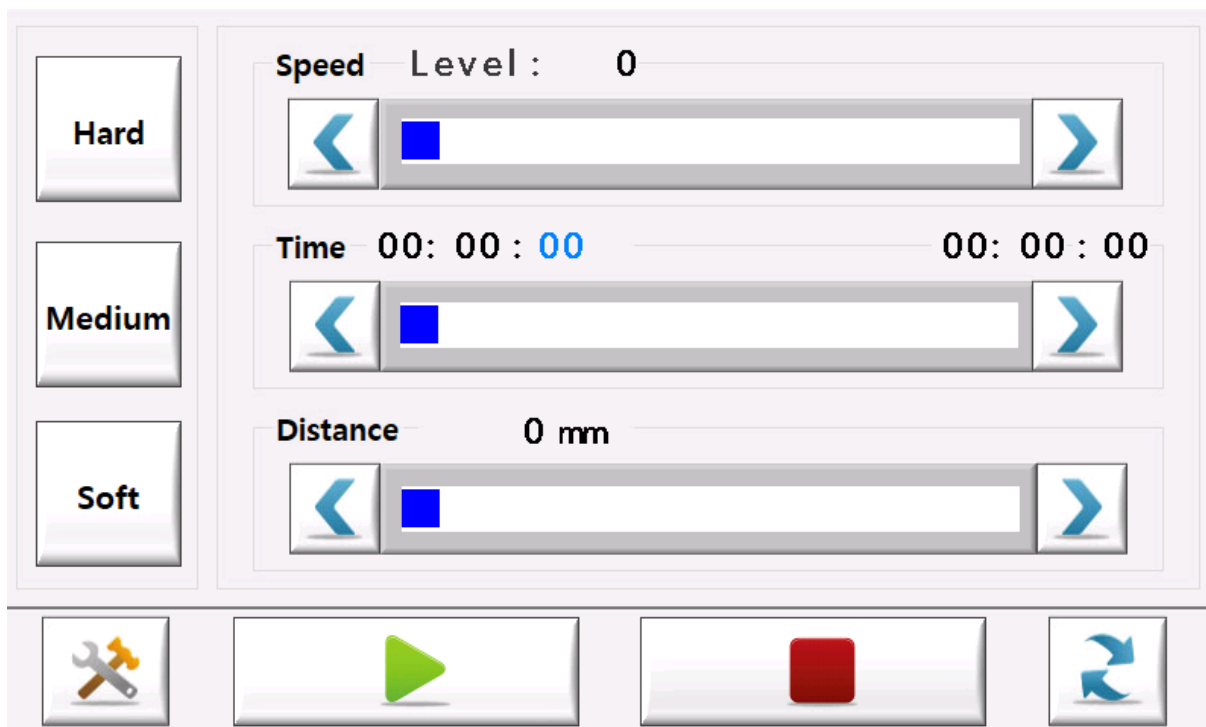 Hard
Medium
Soft
Speed Level : 0
Time 00: 00 : 00 00: 00 : 00
Distance 0 mm